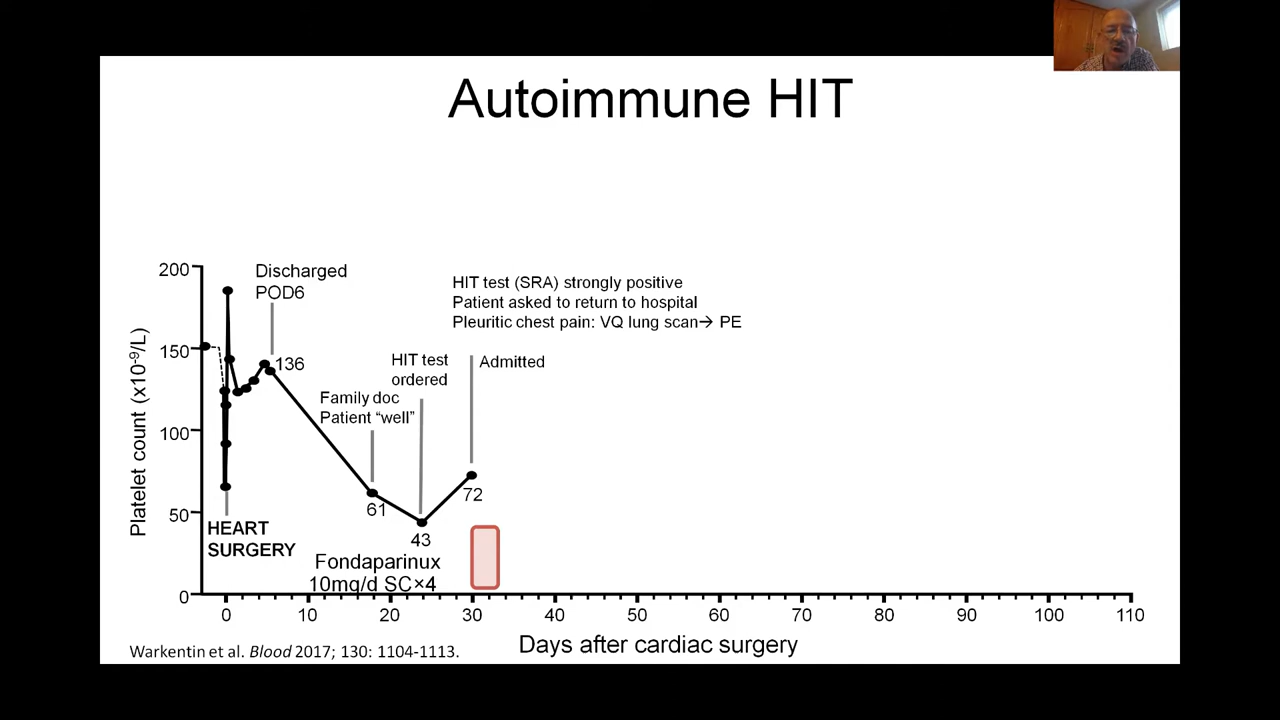 Autoimmune HIT
200
150
100
50
0
Platelet count (x10-9/L)
Discharged
POD6
136
HIT test (SRA) strongly positive
Patient asked to return to hospital
Pleuritic chest pain: VQ lung scan→ PE
HIT test
ordered
Admitted
Family doc
Patient “well”
61
43
72
HEART
SURGERY
Fondaparinux
10mg/d SC×4
0 10 20 30 40 50 60 70 80 90 100 110
Days after cardiac surgery
Warkentin et al. Blood 2017; 130: 1104-1113.